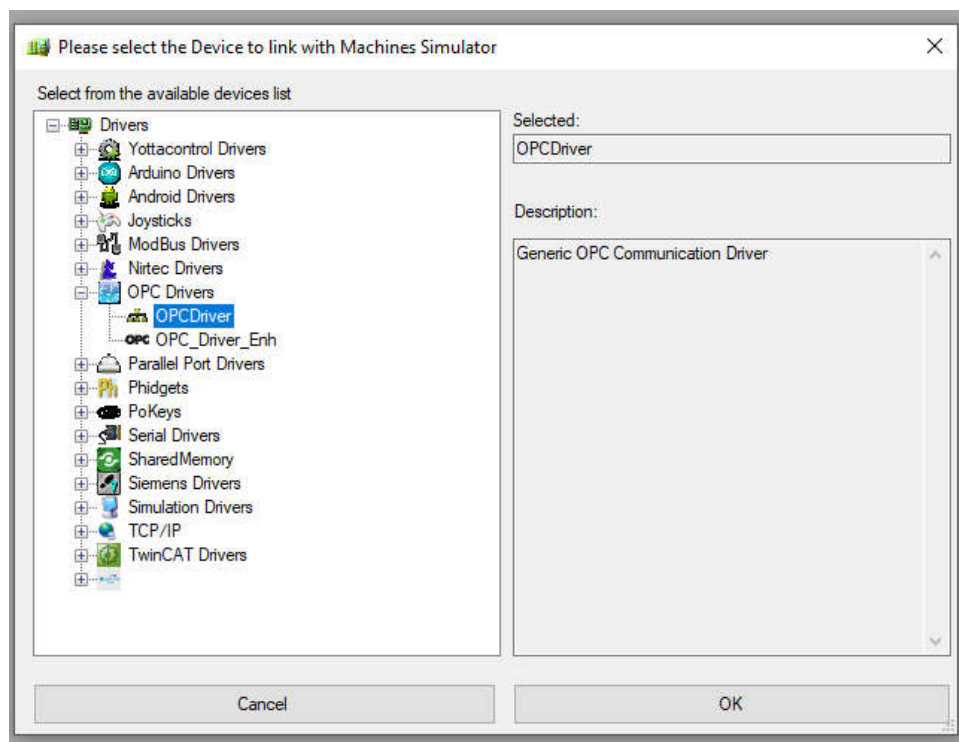 Please select the Device to link with Machines Simulator
Select from the available devices list
Drivers
Yottacontrol Drivers
Arduino Drivers
Android Drivers
Joysticks
ModBus Drivers
Nirtec Drivers
OPC Drivers
OPCDriver
OPC OPC_Driver_Enh
Parallel Port Drivers
Phidgets
PoKeys
Serial Drivers
SharedMemory
Siemens Drivers
Simulation Drivers
TCP/IP
TwinCAT Drivers
Selected:
OPCDriver
Description:
Generic OPC Communication Driver
Cancel
OK